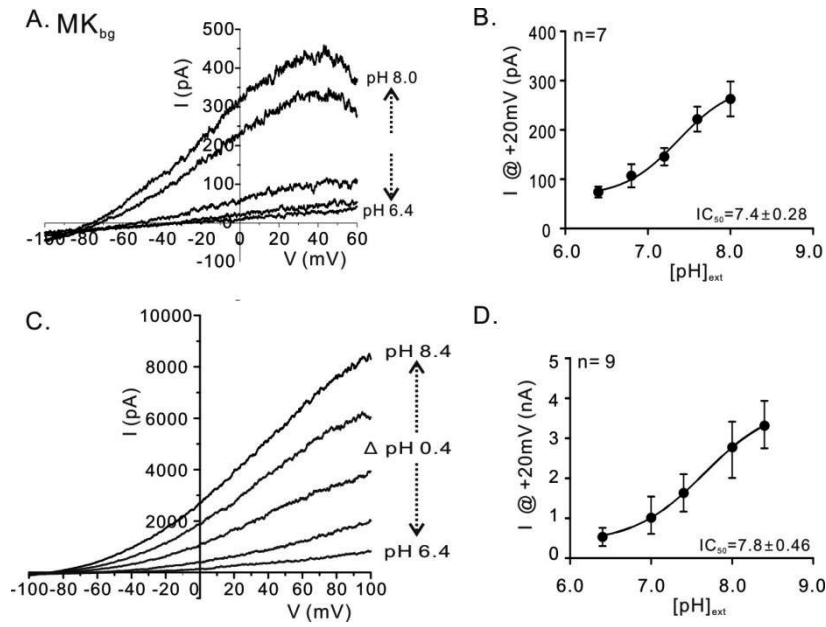 A. MK_bg
500
400
300
200
100
0
-100
I (pA)
pH 8.0
pH 6.4
-100 -80 -60 -40 -20 0 20 40 60
V (mV)
B.
n=7
400
300
200
100
0
I @ +20mV (pA)
IC₅₀=7.4±0.28
6.0 7.0 8.0 9.0
[pH]ext
C.
10000
8000
6000
4000
2000
I (pA)
pH 8.4
Δ pH 0.4
pH 6.4
-100 -80 -60 -40 -20 0 20 40 60 80 100
V (mV)
D.
n= 9
5
4
3
2
1
0
I @ +20mV (nA)
IC₅₀=7.8±0.46
6.0 7.0 8.0 9.0
[pH]ext